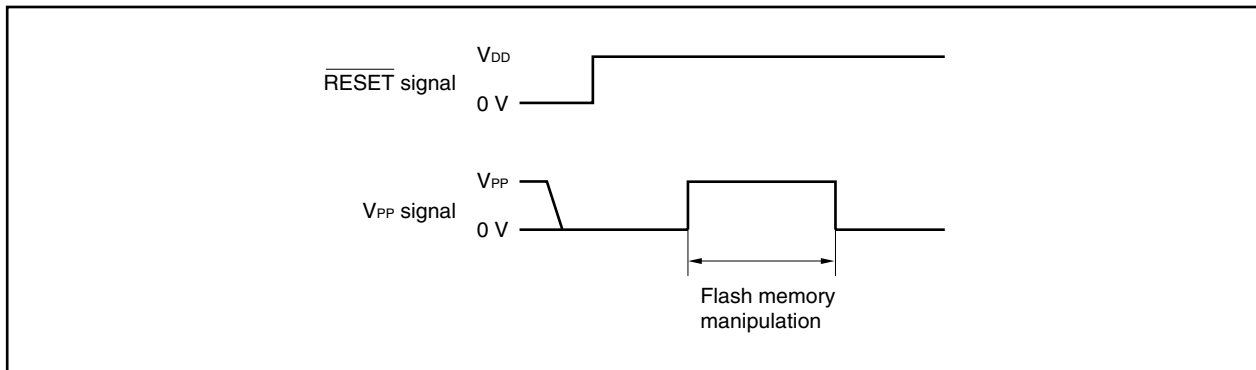 VDD
RESET signal
0 V
VPP
VPP signal
0 V
Flash memory
manipulation